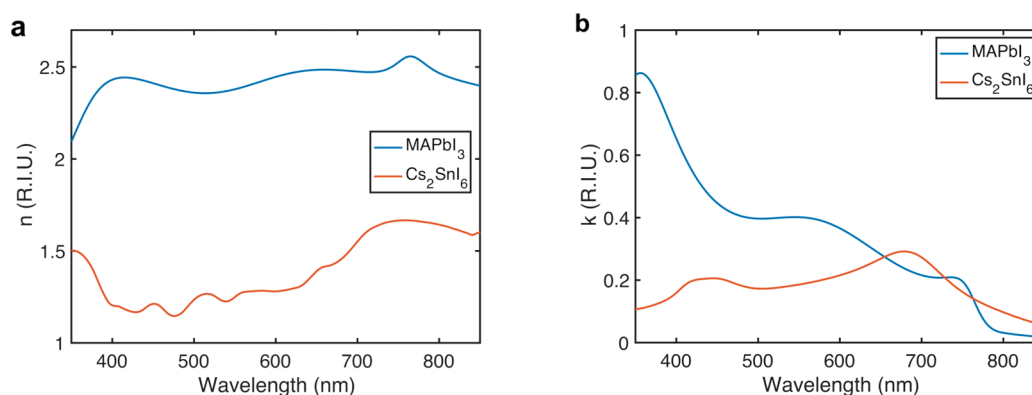 a
n (R.I.U.)
2.5
2
1.5
1
400 500 600 700 800
Wavelength (nm)
MAPbI₃
Cs₂SnI₆
b
k (R.I.U.)
1
0.8
0.6
0.4
0.2
0
400 500 600 700 800
Wavelength (nm)
MAPbI₃
Cs₂SnI₆